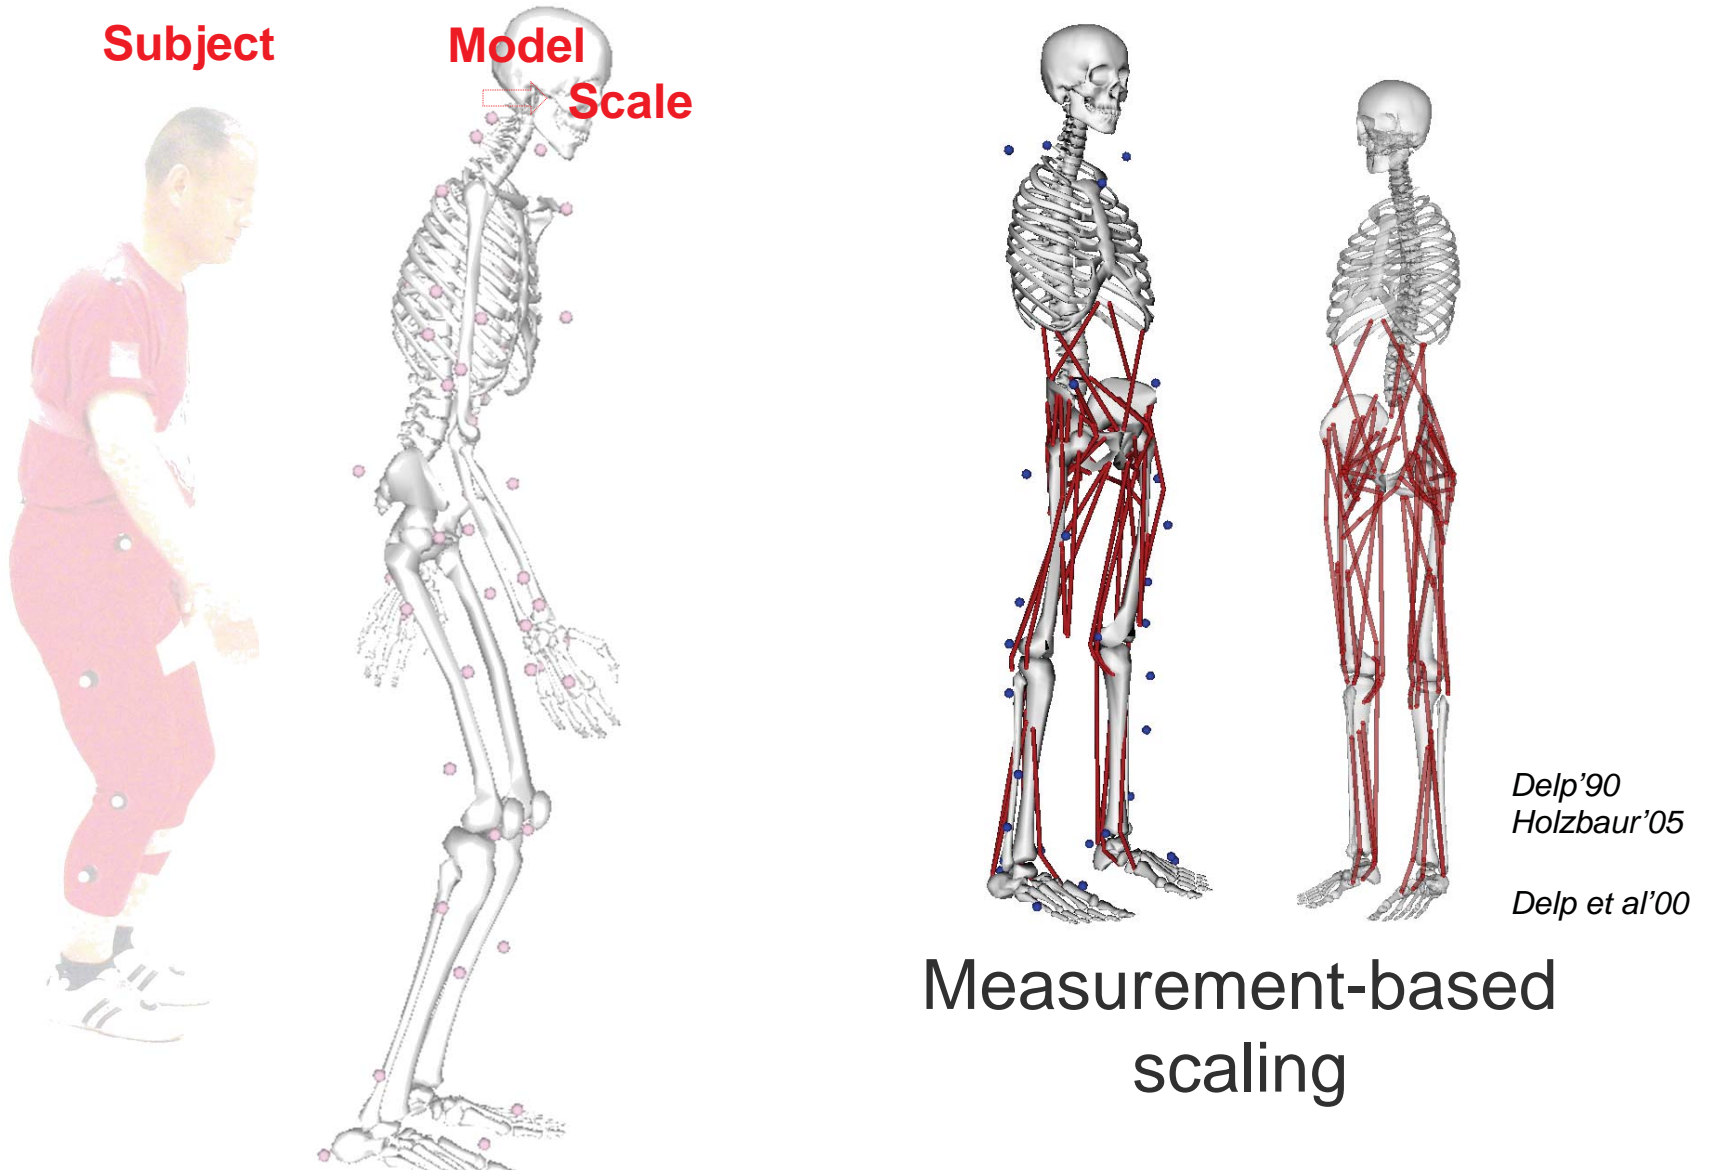 Subject
Model
Scale
Delp’90
Holzbaur’05
Delp et al’00
Measurement-based
scaling